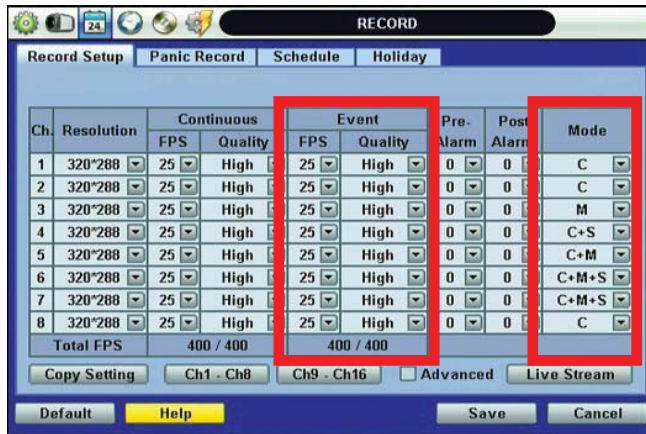 24
RECORD
Record Setup Panic Record Schedule Holiday
Ch. Resolution Continuous Event Pre- Alarm Post Alarm Mode
FPS Quality FPS Quality
1 320*288 25 High 25 High 0 0 C
2 320*288 25 High 25 High 0 0 C
3 320*288 25 High 25 High 0 0 M
4 320*288 25 High 25 High 0 0 C+S
5 320*288 25 High 25 High 0 0 C+M
6 320*288 25 High 25 High 0 0 C+M+S
7 320*288 25 High 25 High 0 0 C+M+S
8 320*288 25 High 25 High 0 0 C
Total FPS 400 / 400 400 / 400
Copy Setting Ch1 - Ch8 Ch9 - Ch16 Advanced Live Stream
Default Help Save Cancel